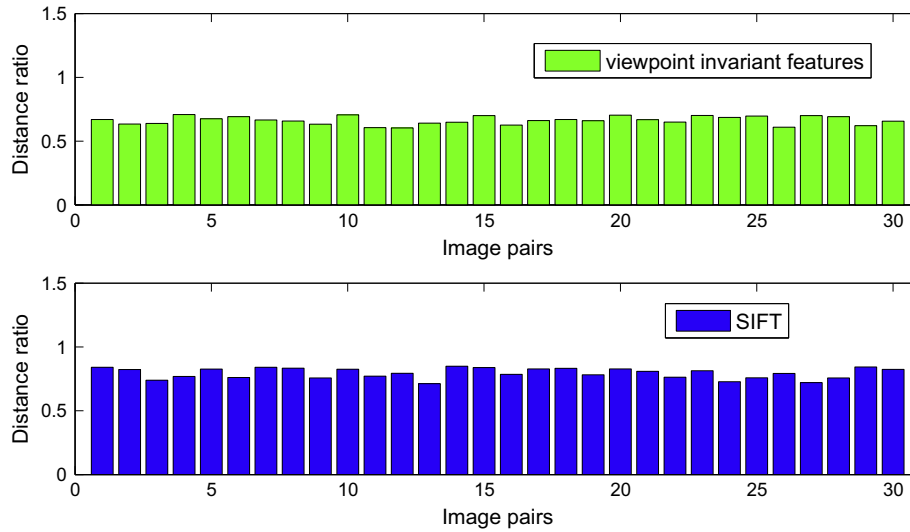 1.5
1
0.5
0
Distance ratio
viewpoint invariant features
0 5 10 15 20 25 30
Image pairs
1.5
1
0.5
0
Distance ratio
SIFT
0 5 10 15 20 25 30
Image pairs